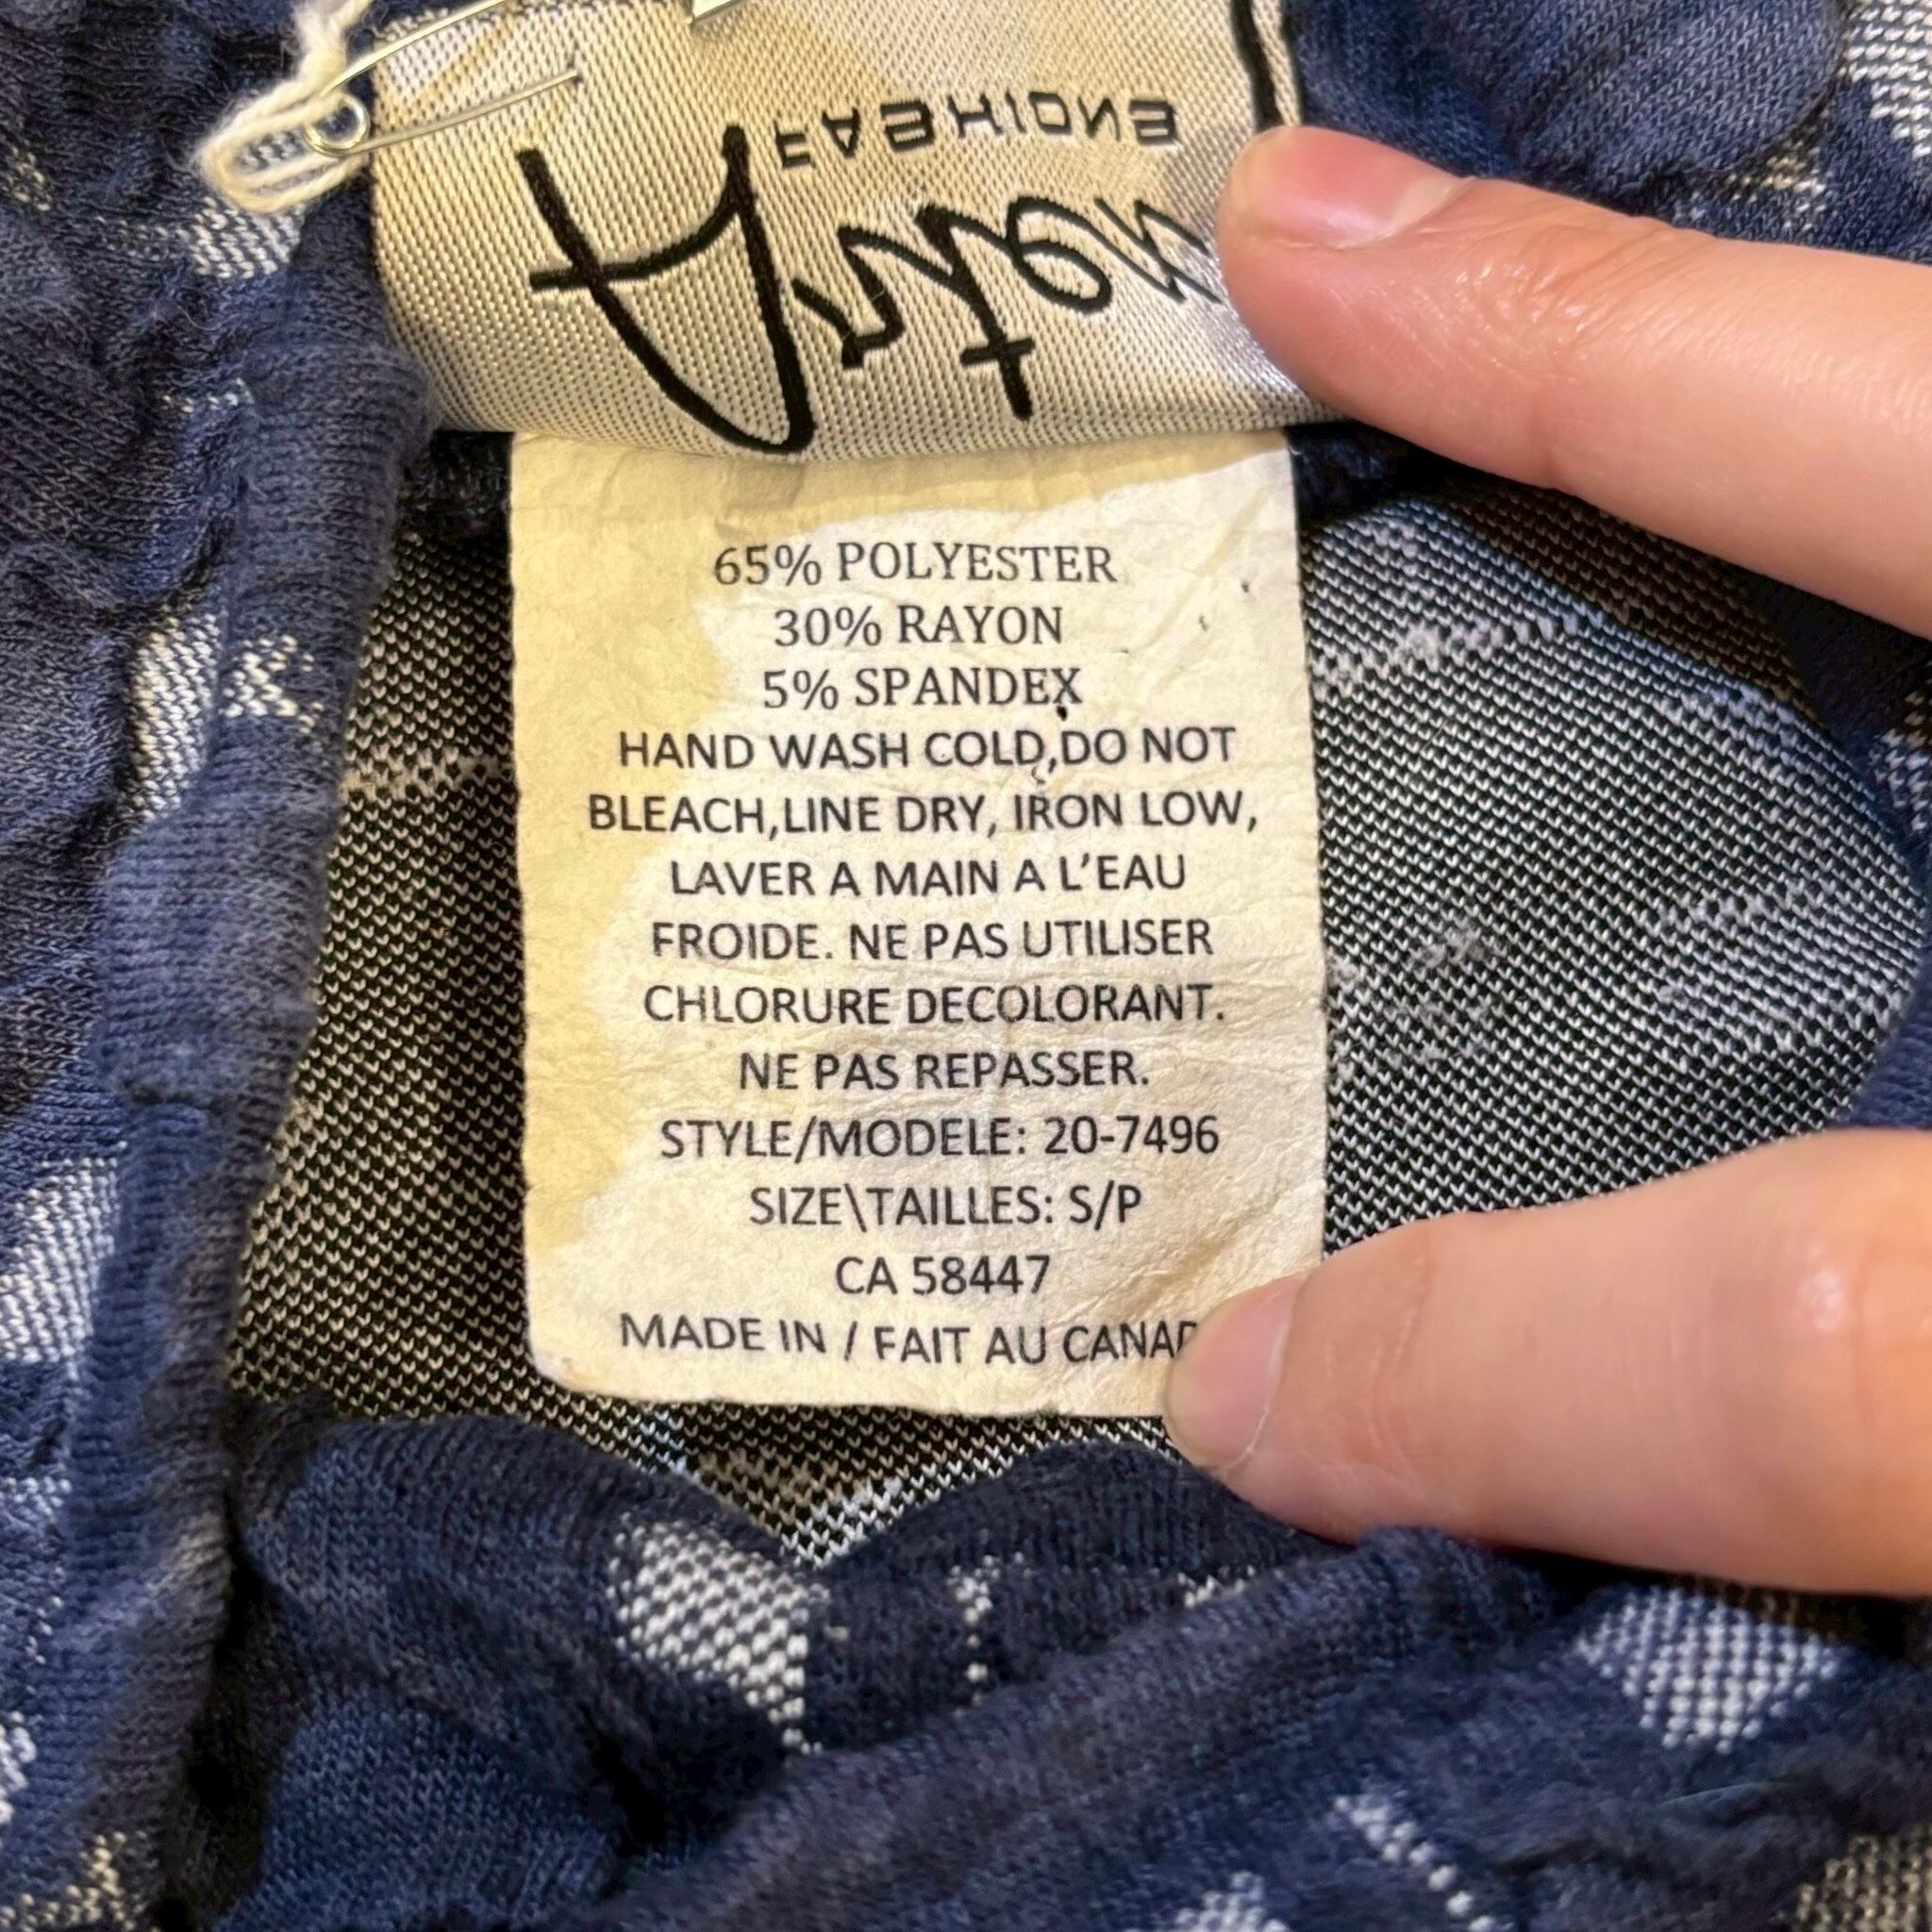 65% POLYESTER
30% RAYON
5% SPANDEX
HAND WASH COLD,DO NOT
BLEACH,LINE DRY, IRON LOW,
LAVER A MAIN A L’EAU
FROIDE. NE PAS UTILISER
CHLORURE DECOLORANT.
NE PAS REPASSER.
STYLE/MODELE: 20-7496
SIZE\TAILLES: S/P
CA 58447
MADE IN / FAIT AU